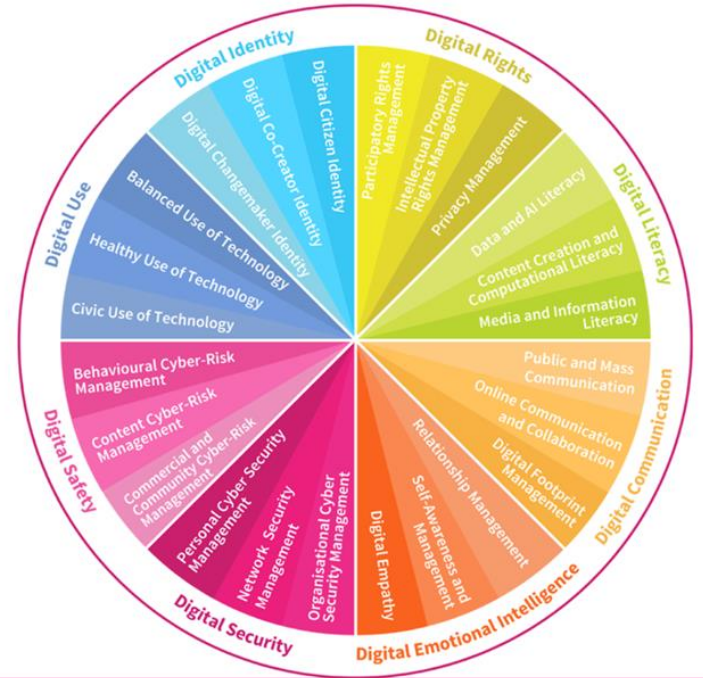 Digital Identity
Digital Citizen Identity
Digital Co-Creator Identity
Digital Changemaker Identity
Digital Rights
Participatory Rights
Management
Intellectual Property
Rights Management
Privacy Management
Digital Literacy
Data and AI Literacy
Content Creation and
Computational Literacy
Media and Information
Literacy
Digital Communication
Public and Mass
Communication
Online Communication
and Collaboration
Digital Footprint
Management
Digital Emotional Intelligence
Relationship Management
Self-Awareness and
Management
Digital Empathy
Digital Security
Organisational Cyber
Security Management
Network Security
Management
Personal Cyber Security
Management
Digital Safety
Commercial and
Community Cyber-Risk
Management
Content Cyber-Risk
Management
Behavioural Cyber-Risk
Management
Digital Use
Civic Use of Technology
Healthy Use of Technology
Balanced Use of Technology